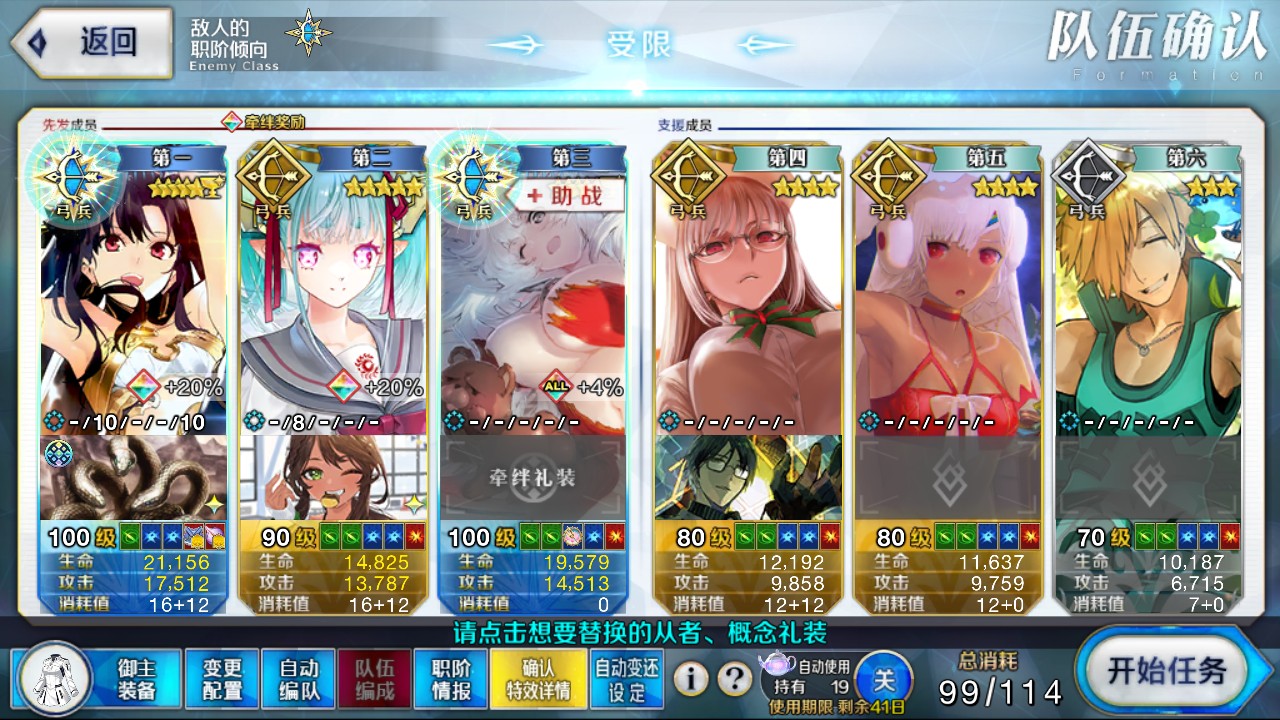 返回
敌人的
职阶倾向
Enemy Class
受限
队伍确认
Formation
先发成员
牵绊奖励
支援成员
第一
弓兵
+20%
-/10/-/-/10
100级
生命 21,156
攻击 17,512
消耗值 16+12
第二
弓兵
+20%
-/8/-/-/-
90级
生命 14,825
攻击 13,787
消耗值 16+12
第三
弓兵
+助战
ALL +4%
-/-/-/-/-
牵绊礼装
100级
生命 19,579
攻击 14,513
消耗值 0
第四
弓兵
-/-/-/-/-
80级
生命 12,192
攻击 9,858
消耗值 12+12
第五
弓兵
-/-/-/-/-
80级
生命 11,637
攻击 9,759
消耗值 12+0
第六
弓兵
-/-/-/-/-
70级
生命 10,187
攻击 6,715
消耗值 7+0
请点击想要替换的从者、概念礼装
御主
装备
变更
配置
自动
编队
队伍
编成
职阶
情报
确认
特效详情
自动变还
设定
i
?
自动使用
持有 19
使用期限 剩余41日
关
总消耗
99/114
开始任务